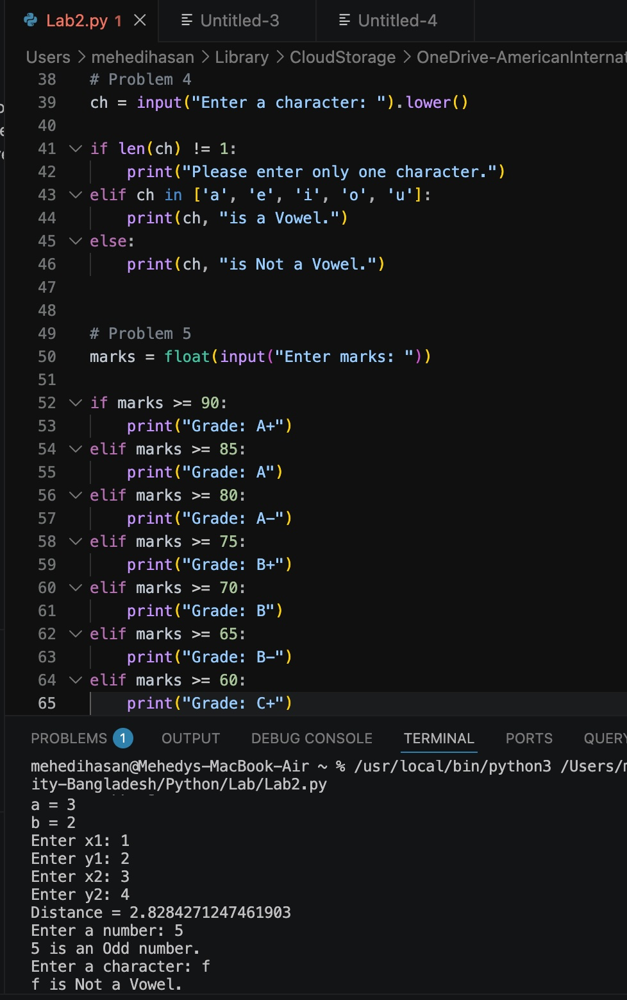 Lab2.py 1
Untitled-3
Untitled-4
Users > mehedihasan > Library > CloudStorage > OneDrive-AmericanInternat
38 # Problem 4
39 ch = input("Enter a character: ").lower()
40
41 if len(ch) != 1:
42 print("Please enter only one character.")
43 elif ch in ['a', 'e', 'i', 'o', 'u']:
44 print(ch, "is a Vowel.")
45 else:
46 print(ch, "is Not a Vowel.")
47
48
49 # Problem 5
50 marks = float(input("Enter marks: "))
51
52 if marks >= 90:
53 print("Grade: A+")
54 elif marks >= 85:
55 print("Grade: A")
56 elif marks >= 80:
57 print("Grade: A-")
58 elif marks >= 75:
59 print("Grade: B+")
60 elif marks >= 70:
61 print("Grade: B")
62 elif marks >= 65:
63 print("Grade: B-")
64 elif marks >= 60:
65 print("Grade: C+")
PROBLEMS 1 OUTPUT DEBUG CONSOLE TERMINAL PORTS QUERY
mehedihasan@Mehedys-MacBook-Air ~ % /usr/local/bin/python3 /Users/m
ity-Bangladesh/Python/Lab/Lab2.py
a = 3
b = 2
Enter x1: 1
Enter y1: 2
Enter x2: 3
Enter y2: 4
Distance = 2.8284271247461903
Enter a number: 5
5 is an Odd number.
Enter a character: f
f is Not a Vowel.